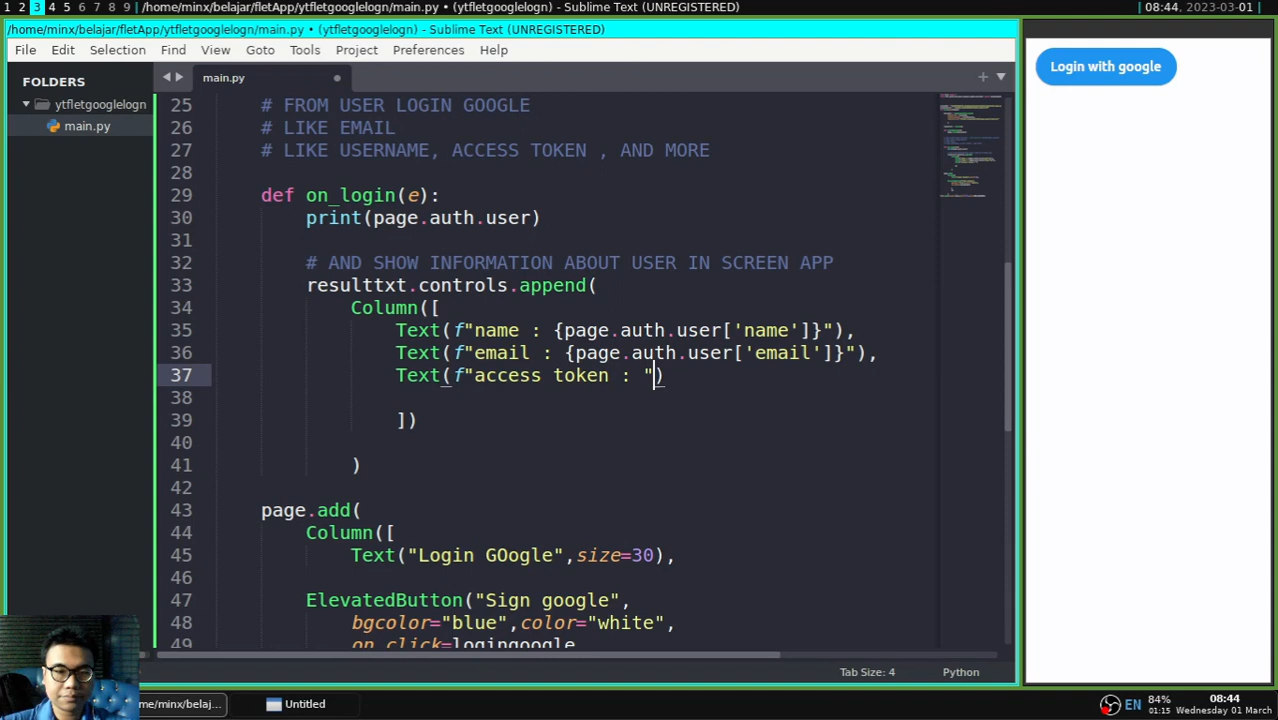 1 2 3 4 5 6 7 8 9 /home/minx/belajar/fletApp/ytfletgooglelogn/main.py • (ytfletgooglelogn) - Sublime Text (UNREGISTERED) 08:44, 2023-03-01
/home/minx/belajar/fletApp/ytfletgooglelogn/main.py • (ytfletgooglelogn) - Sublime Text (UNREGISTERED)
File Edit Selection Find View Goto Tools Project Preferences Help
Login with google
FOLDERS
ytfletgooglelogn
main.py
main.py
25 # FROM USER LOGIN GOOGLE
26 # LIKE EMAIL
27 # LIKE USERNAME, ACCESS TOKEN , AND MORE
28
29 def on_login(e):
30 print(page.auth.user)
31
32 # AND SHOW INFORMATION ABOUT USER IN SCREEN APP
33 resulttxt.controls.append(
34 Column([
35 Text(f"name : {page.auth.user['name']}"),
36 Text(f"email : {page.auth.user['email']}"),
37 Text(f"access token : ")
38
39 ])
40
41 )
42
43 page.add(
44 Column([
45 Text("Login GOogle",size=30),
46
47 ElevatedButton("Sign google",
48 bgcolor="blue",color="white",
49 on_click=logingoogle
Tab Size: 4 Python
me/minx/belaj... Untitled
EN 84% 01:15 08:44 Wednesday 01 March